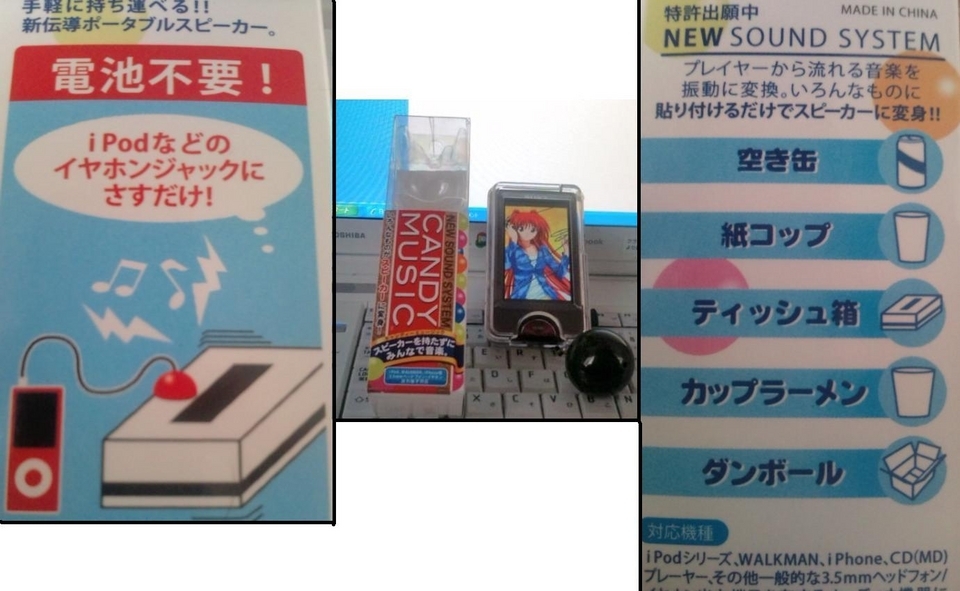 手軽に持ち運べる!!
新伝導ポータブルスピーカー。
電池不要！
iPodなどの
イヤホンジャックに
さすだけ!
NEW SOUND SYSTEM
CANDY
MUSIC
スピーカーを持たずに
みんなで音楽。
TOSHIBA
特許出願中
MADE IN CHINA
NEW SOUND SYSTEM
プレイヤーから流れる音楽を
振動に変換。いろんなものに
貼り付けるだけでスピーカーに変身!!
空き缶
紙コップ
ティッシュ箱
カップラーメン
ダンボール
対応機種
iPodシリーズ、WALKMAN、iPhone、CD(MD)
プレーヤー、その他一般的な3.5mmヘッドフォン/